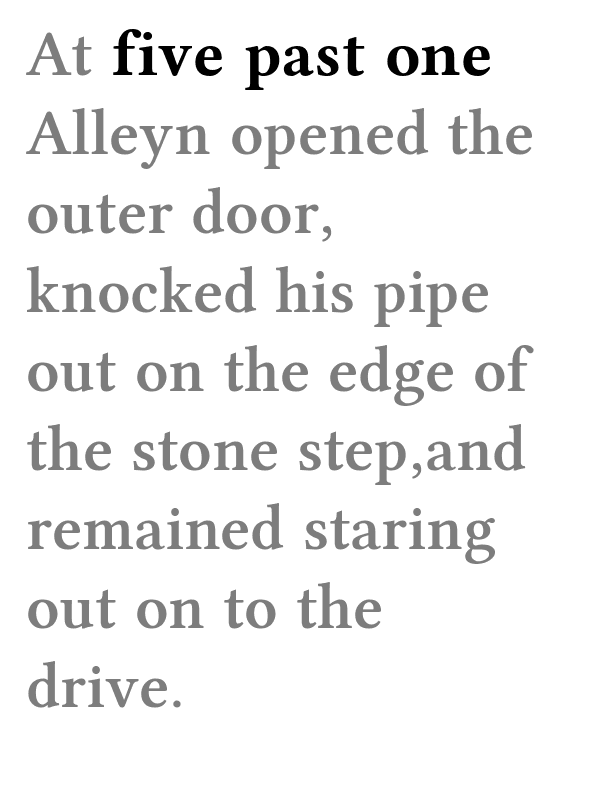 At five past one
Alleyn opened the
outer door,
knocked his pipe
out on the edge of
the stone step,and
remained staring
out on to the
drive.